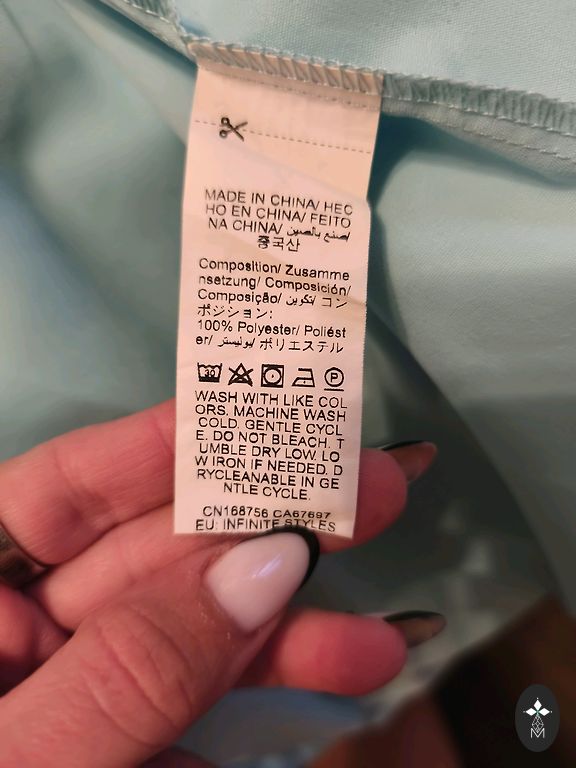 MADE IN CHINA/ HEC
HO EN CHINA/ FEITO
NA CHINA/ صنع بالصين/
중국산
Composition/ Zusamme
nsetzung/ Composición/
Composição/ تكوين/ コン
ポジション:
100% Polyester/ Poliést
er/ بوليستر/ ポリエステル
30
P
WASH WITH LIKE COL
ORS. MACHINE WASH
COLD. GENTLE CYCL
E. DO NOT BLEACH. T
UMBLE DRY LOW. LO
W IRON IF NEEDED. D
RYCLEANABLE IN GE
NTLE CYCLE.
CN168756 CA67697
EU: INFINITE STYLES
M